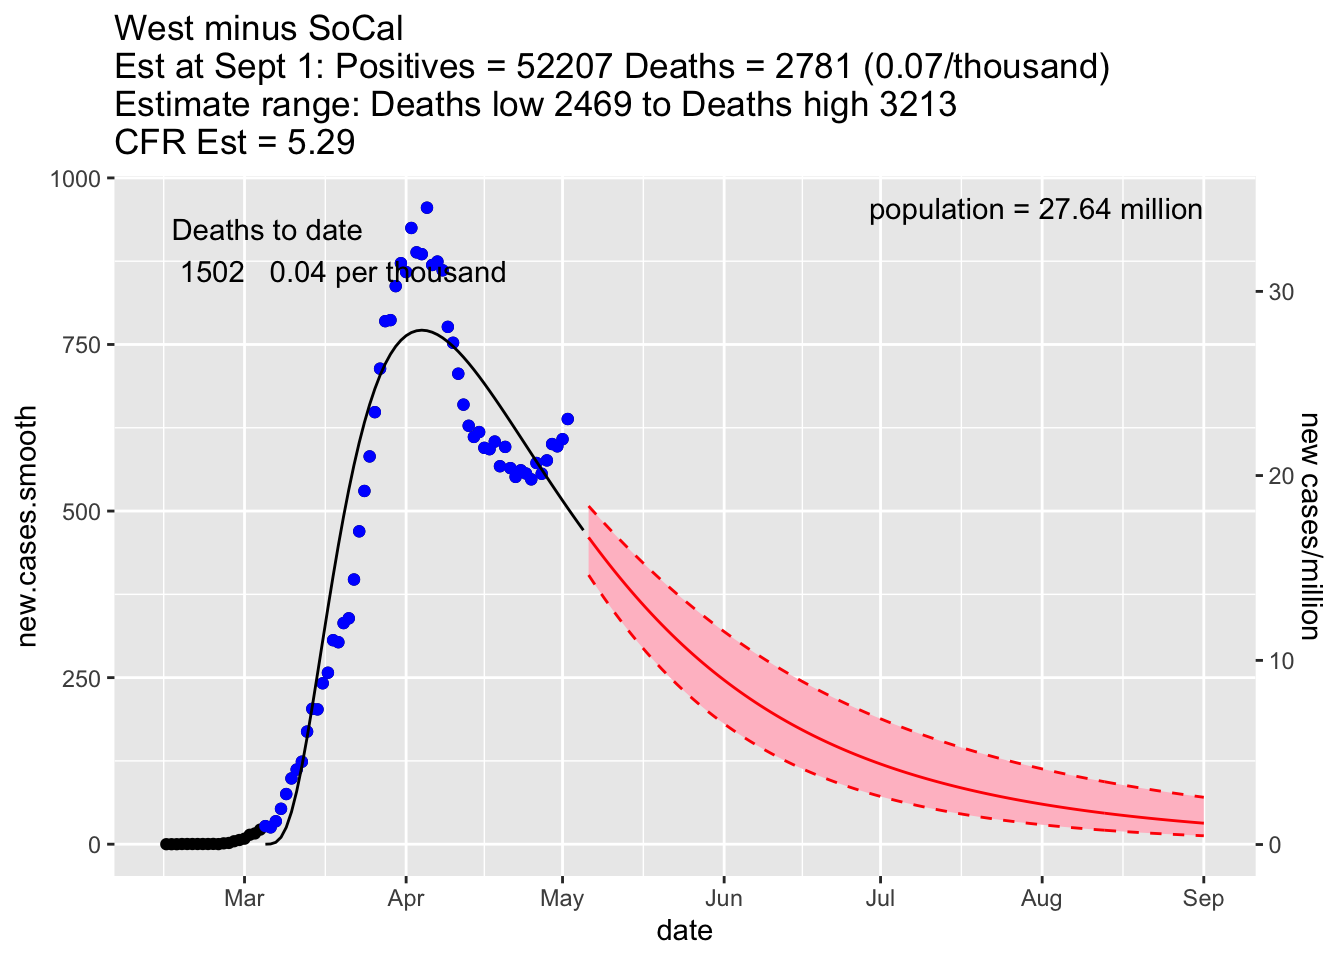 West minus SoCal
Est at Sept 1: Positives = 52207 Deaths = 2781 (0.07/thousand)
Estimate range: Deaths low 2469 to Deaths high 3213
CFR Est = 5.29
1000
750
500
250
0
new.cases.smooth
Deaths to date
1502 0.04 per thousand
population = 27.64 million
30
20
10
0
new cases/million
Mar Apr May Jun Jul Aug Sep
date